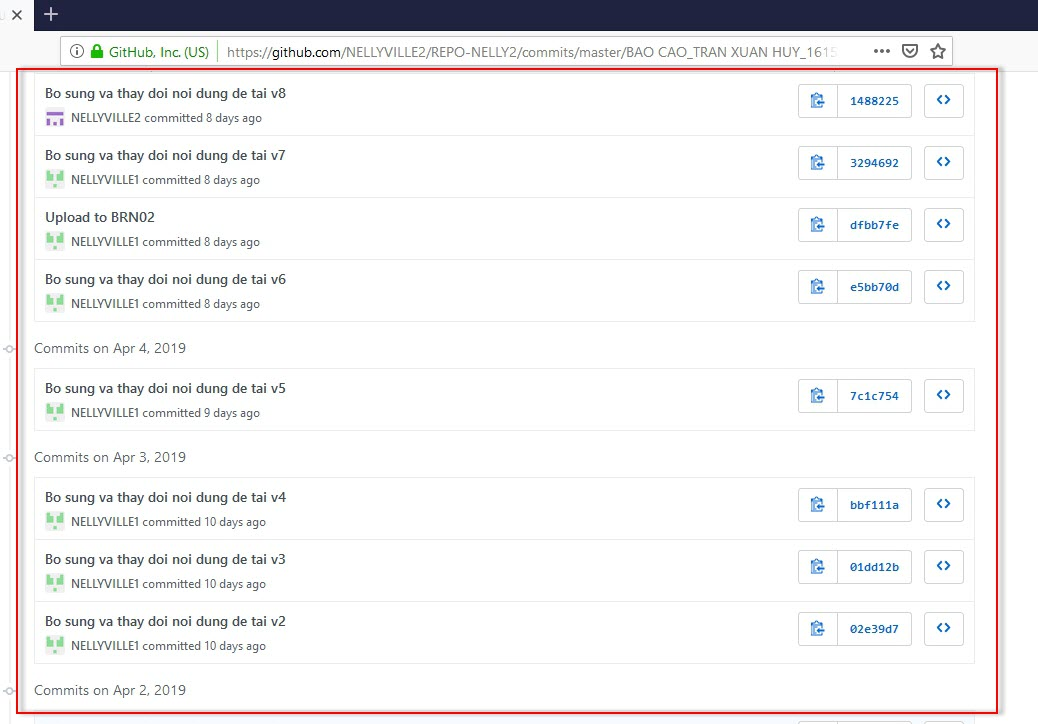 GitHub, Inc. (US)
https://github.com/NELLYVILLE2/REPO-NELLY2/commits/master/BAO CAO_TRAN XUAN HUY_1615
Bo sung va thay doi noi dung de tai v8
1488225
NELLYVILLE2 committed 8 days ago
Bo sung va thay doi noi dung de tai v7
3294692
NELLYVILLE1 committed 8 days ago
Upload to BRN02
dfbb7fe
NELLYVILLE1 committed 8 days ago
Bo sung va thay doi noi dung de tai v6
e5bb70d
NELLYVILLE1 committed 8 days ago
Commits on Apr 4, 2019
Bo sung va thay doi noi dung de tai v5
7c1c754
NELLYVILLE1 committed 9 days ago
Commits on Apr 3, 2019
Bo sung va thay doi noi dung de tai v4
bbf111a
NELLYVILLE1 committed 10 days ago
Bo sung va thay doi noi dung de tai v3
01dd12b
NELLYVILLE1 committed 10 days ago
Bo sung va thay doi noi dung de tai v2
02e39d7
NELLYVILLE1 committed 10 days ago
Commits on Apr 2, 2019